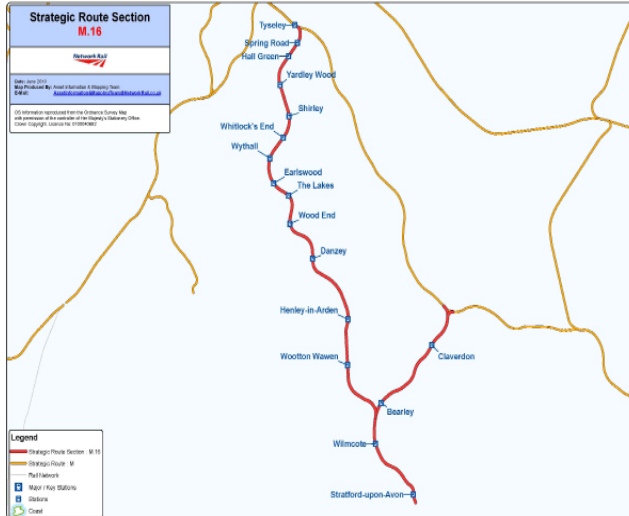 Strategic Route Section
M.16
Network Rail
Map Produced By: Asset Information & Mapping Team
OS Information reproduced from the Ordnance Survey Map
with permission of the controller of Her Majesty's Stationery Office.
Crown Copyright. Licence No.
Tyseley
Spring Road
Hall Green
Yardley Wood
Shirley
Whitlock's End
Wythall
Earlswood
The Lakes
Wood End
Danzey
Henley-in-Arden
Claverdon
Wootton Wawen
Bearley
Wilmcote
Stratford-upon-Avon
Legend
Strategic Route Section : M.16
Strategic Route : M
Rail Network
Major / Key Stations
Stations
Coast